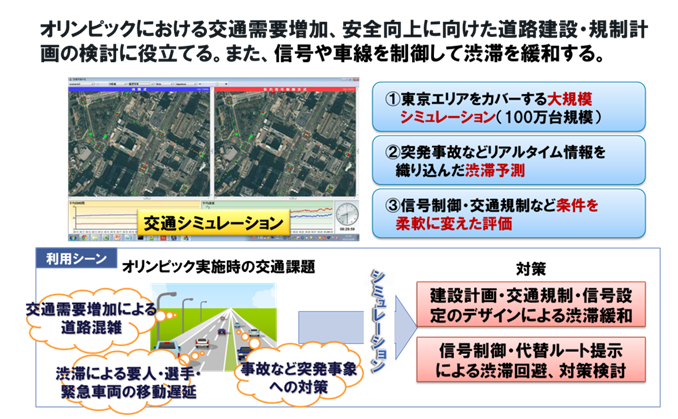 オリンピックにおける交通需要増加、安全向上に向けた道路建設・規制計
画の検討に役立てる。また、信号や車線を制御して渋滞を緩和する。
交通シミュレーション
①東京エリアをカバーする大規模
シミュレーション（100万台規模）
②突発事故などリアルタイム情報を
織り込んだ渋滞予測
③信号制御・交通規制など条件を
柔軟に変えた評価
利用シーン
オリンピック実施時の交通課題
交通需要増加による
道路混雑
渋滞による要人・選手・
緊急車両の移動遅延
事故など突発事象
への対策
シミュレーション
対策
建設計画・交通規制・信号設
定のデザインによる渋滞緩和
信号制御・代替ルート提示
による渋滞回避、対策検討